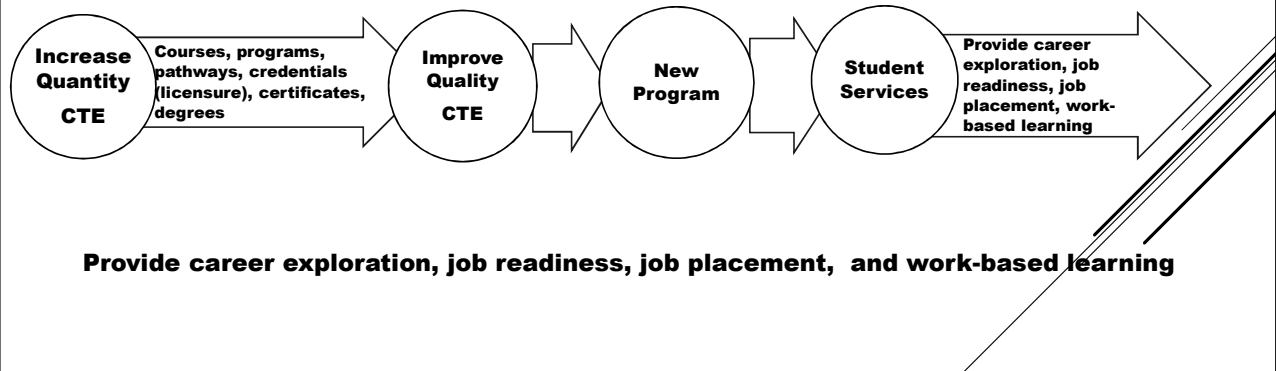 Increase
Quantity
CTE
Courses, programs,
pathways, credentials
(licensure), certificates,
degrees
Improve
Quality
CTE
New
Program
Student
Services
Provide career
exploration, job
readiness, job
placement, work-
based learning
Provide career exploration, job readiness, job placement,  and work-based learning